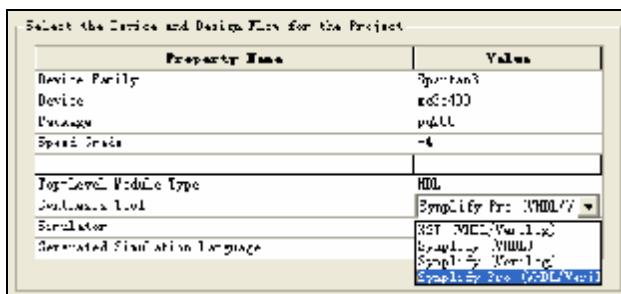 Select the Device and Design Flow for the Project
Property Name Value
Device Family Spartan3
Device xc3s400
Package
Speed Grade -4
Top-Level Module Type HDL
Synthesis Tool Synplify Pro (VHDL/V
Simulator
Generated Simulation Language
XST (VHDL/Verilog)
Synplify (VHDL)
Synplify (Verilog)
Synplify Pro (VHDL/Veril